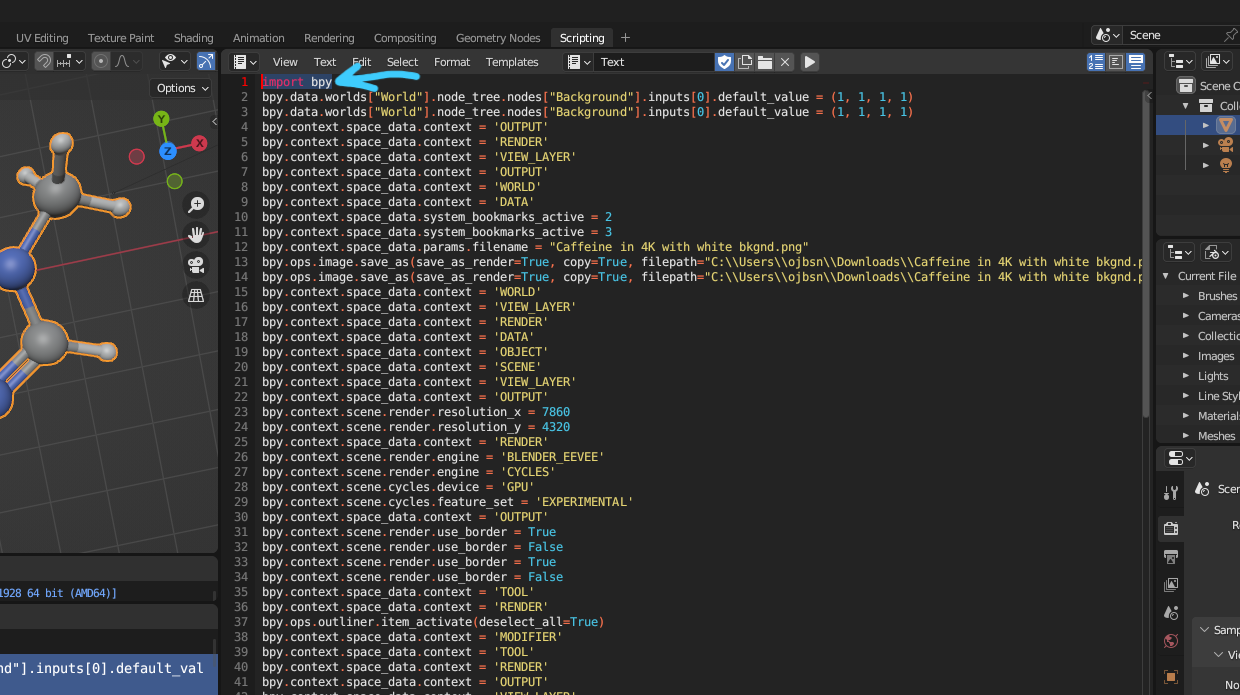 UV Editing Texture Paint Shading Animation Rendering Compositing Geometry Nodes Scripting +
Scene
View Text Edit Select Format Templates Text
Options
Y
X
Z
1 import bpy
2 bpy.data.worlds["World"].node_tree.nodes["Background"].inputs[0].default_value = (1, 1, 1, 1)
3 bpy.data.worlds["World"].node_tree.nodes["Background"].inputs[0].default_value = (1, 1, 1, 1)
4 bpy.context.space_data.context = 'OUTPUT'
5 bpy.context.space_data.context = 'RENDER'
6 bpy.context.space_data.context = 'VIEW_LAYER'
7 bpy.context.space_data.context = 'OUTPUT'
8 bpy.context.space_data.context = 'WORLD'
9 bpy.context.space_data.context = 'DATA'
10 bpy.context.space_data.system_bookmarks_active = 2
11 bpy.context.space_data.system_bookmarks_active = 3
12 bpy.context.space_data.params.filename = "Caffeine in 4K with white bkgnd.png"
13 bpy.ops.image.save_as(save_as_render=True, copy=True, filepath="C:\\Users\\ojbsn\\Downloads\\Caffeine in 4K with white bkgnd.p
14 bpy.ops.image.save_as(save_as_render=True, copy=True, filepath="C:\\Users\\ojbsn\\Downloads\\Caffeine in 4K with white bkgnd.p
15 bpy.context.space_data.context = 'WORLD'
16 bpy.context.space_data.context = 'VIEW_LAYER'
17 bpy.context.space_data.context = 'RENDER'
18 bpy.context.space_data.context = 'DATA'
19 bpy.context.space_data.context = 'OBJECT'
20 bpy.context.space_data.context = 'SCENE'
21 bpy.context.space_data.context = 'VIEW_LAYER'
22 bpy.context.space_data.context = 'OUTPUT'
23 bpy.context.scene.render.resolution_x = 7860
24 bpy.context.scene.render.resolution_y = 4320
25 bpy.context.space_data.context = 'RENDER'
26 bpy.context.scene.render.engine = 'BLENDER_EEVEE'
27 bpy.context.scene.render.engine = 'CYCLES'
28 bpy.context.scene.cycles.device = 'GPU'
29 bpy.context.scene.cycles.feature_set = 'EXPERIMENTAL'
30 bpy.context.space_data.context = 'OUTPUT'
31 bpy.context.scene.render.use_border = True
32 bpy.context.scene.render.use_border = False
33 bpy.context.scene.render.use_border = True
34 bpy.context.scene.render.use_border = False
35 bpy.context.space_data.context = 'TOOL'
36 bpy.context.space_data.context = 'RENDER'
37 bpy.ops.outliner.item_activate(deselect_all=True)
38 bpy.context.space_data.context = 'MODIFIER'
39 bpy.context.space_data.context = 'TOOL'
40 bpy.context.space_data.context = 'RENDER'
41 bpy.context.space_data.context = 'OUTPUT'
1928 64 bit (AMD64)]
nd"].inputs[0].default_val
Scene C
Coll
Current File
Brushes
Cameras
Collectio
Images
Lights
Line Styl
Material
Meshes
Scen
R
Samp
Vie
No